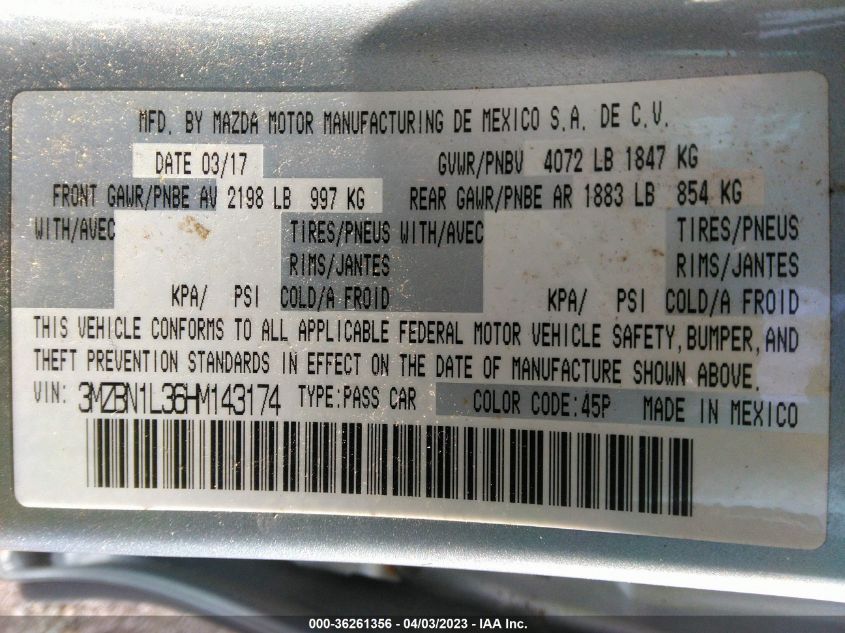 MFD. BY MAZDA MOTOR MANUFACTURING DE MEXICO S.A. DE C.V.
DATE 03/17 GVWR/PNBV 4072 LB 1847 KG
FRONT GAWR/PNBE AV 2198 LB 997 KG REAR GAWR/PNBE AR 1883 LB 854 KG
WITH/AVEC TIRES/PNEUS WITH/AVEC TIRES/PNEUS
RIMS/JANTES RIMS/JANTES
KPA/ PSI COLD/A FROID KPA/ PSI COLD/A FROID
THIS VEHICLE CONFORMS TO ALL APPLICABLE FEDERAL MOTOR VEHICLE SAFETY, BUMPER, AND
THEFT PREVENTION STANDARDS IN EFFECT ON THE DATE OF MANUFACTURE SHOWN ABOVE.
VIN: 3MZBN1L36HM143174 TYPE:PASS CAR COLOR CODE:45P MADE IN MEXICO
000-36261356 - 04/03/2023 - IAA Inc.